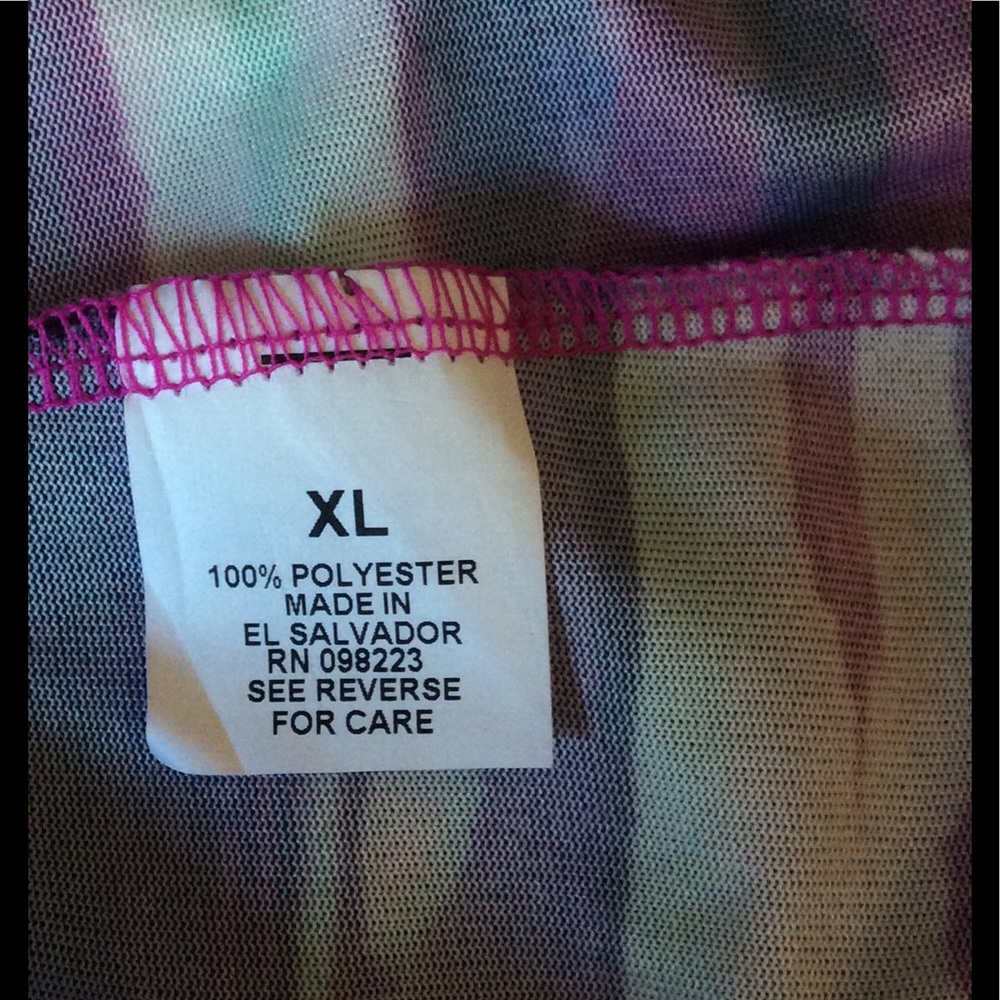 XL
100% POLYESTER
MADE IN
EL SALVADOR
RN 098223
SEE REVERSE
FOR CARE